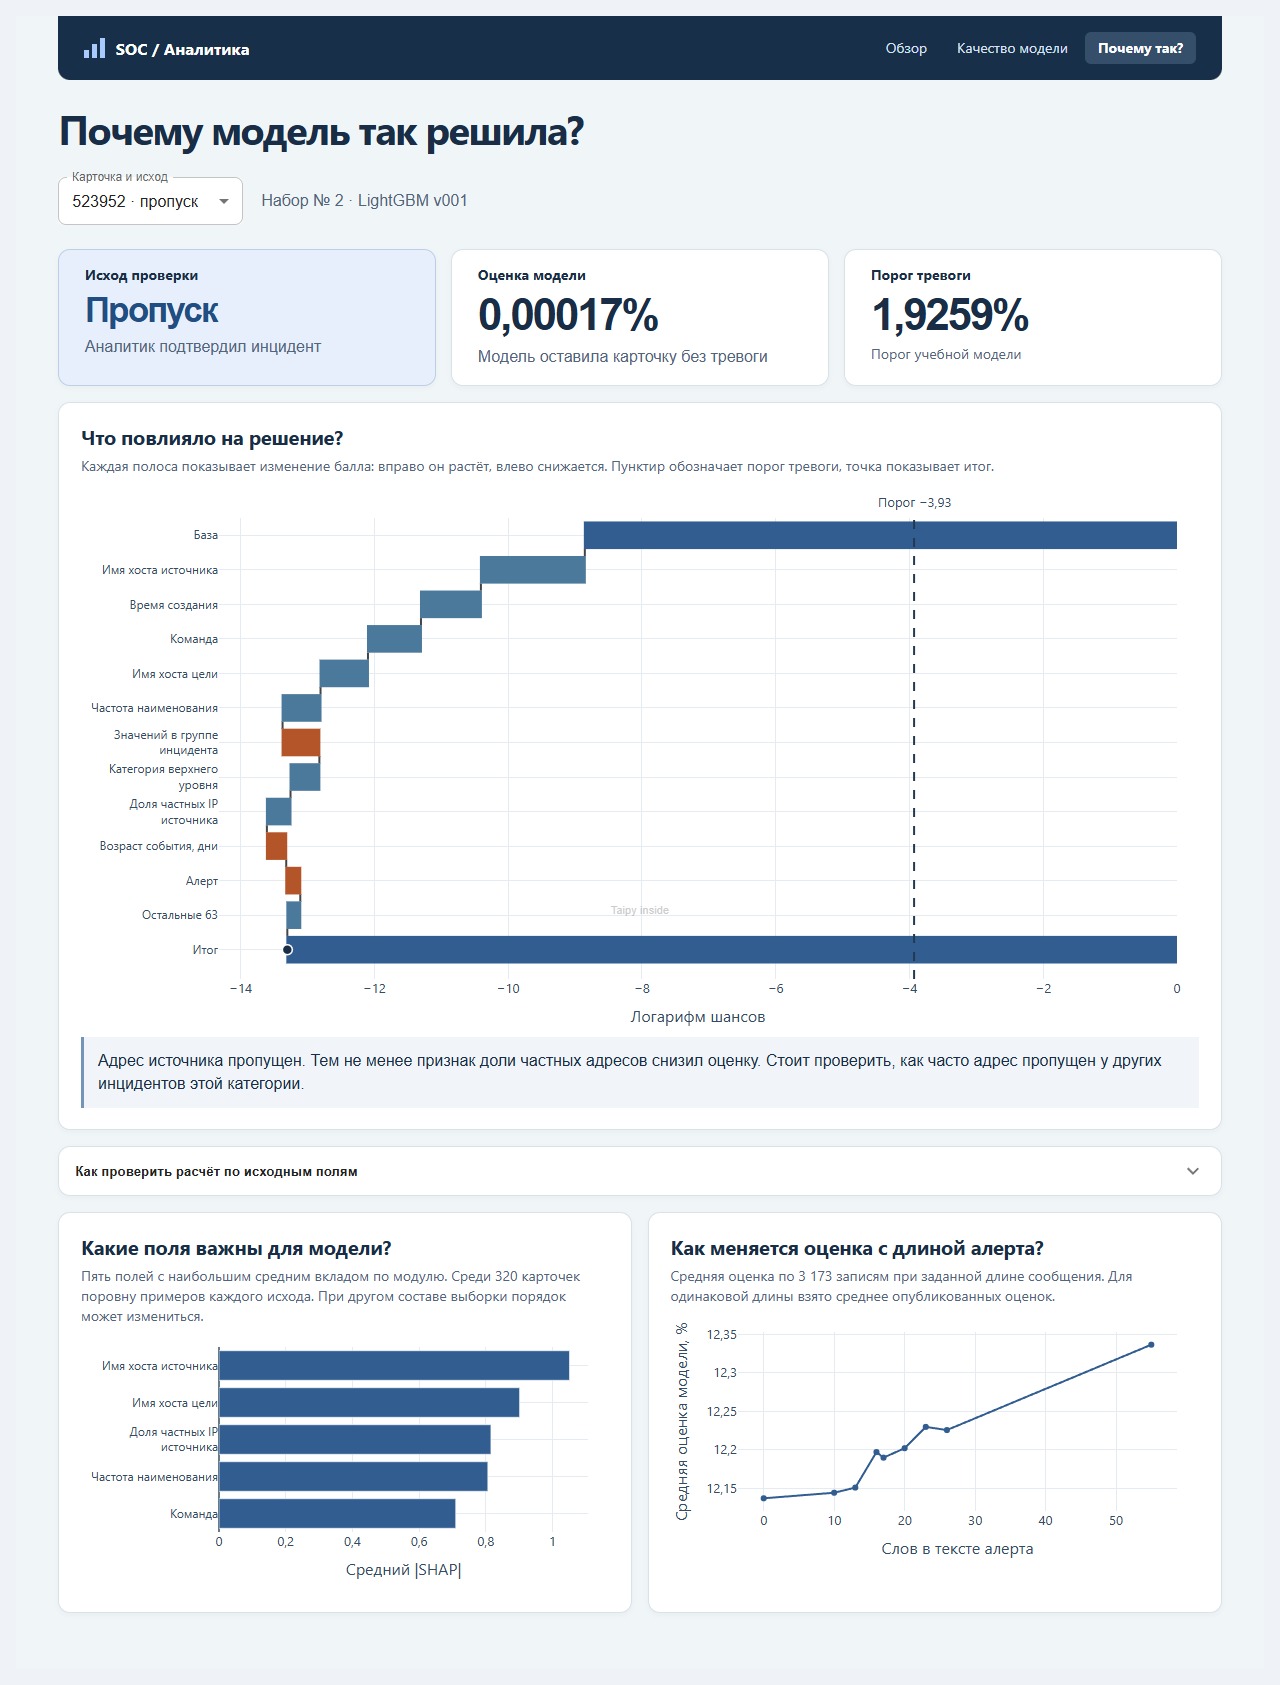 SOC / Аналитика
Обзор
Качество модели
Почему так?
Почему модель так решила?
Карточка и исход
523952 · пропуск
Набор № 2 · LightGBM v001
Исход проверки
Пропуск
Аналитик подтвердил инцидент
Оценка модели
0,00017%
Модель оставила карточку без тревоги
Порог тревоги
1,9259%
Порог учебной модели
Что повлияло на решение?
Каждая полоса показывает изменение балла: вправо он растёт, влево снижается. Пунктир обозначает порог тревоги, точка показывает итог.
Порог −3,93
База
Имя хоста источника
Время создания
Команда
Имя хоста цели
Частота наименования
Значений в группе
инцидента
Категория верхнего
уровня
Доля частных IP
источника
Возраст события, дни
Алерт
Остальные 63
Итог
Taipy inside
−14
−12
−10
−8
−6
−4
−2
0
Логарифм шансов
Адрес источника пропущен. Тем не менее признак доли частных адресов снизил оценку. Стоит проверить, как часто адрес пропущен у других
инцидентов этой категории.
Как проверить расчёт по исходным полям
Какие поля важны для модели?
Пять полей с наибольшим средним вкладом по модулю. Среди 320 карточек
поровну примеров каждого исхода. При другом составе выборки порядок
может измениться.
Имя хоста источника
Имя хоста цели
Доля частных IP
источника
Частота наименования
Команда
0
0,2
0,4
0,6
0,8
1
Средний |SHAP|
Как меняется оценка с длиной алерта?
Средняя оценка по 3 173 записям при заданной длине сообщения. Для
одинаковой длины взято среднее опубликованных оценок.
Средняя оценка модели, %
12,35
12,3
12,25
12,2
12,15
0
10
20
30
40
50
Слов в тексте алерта